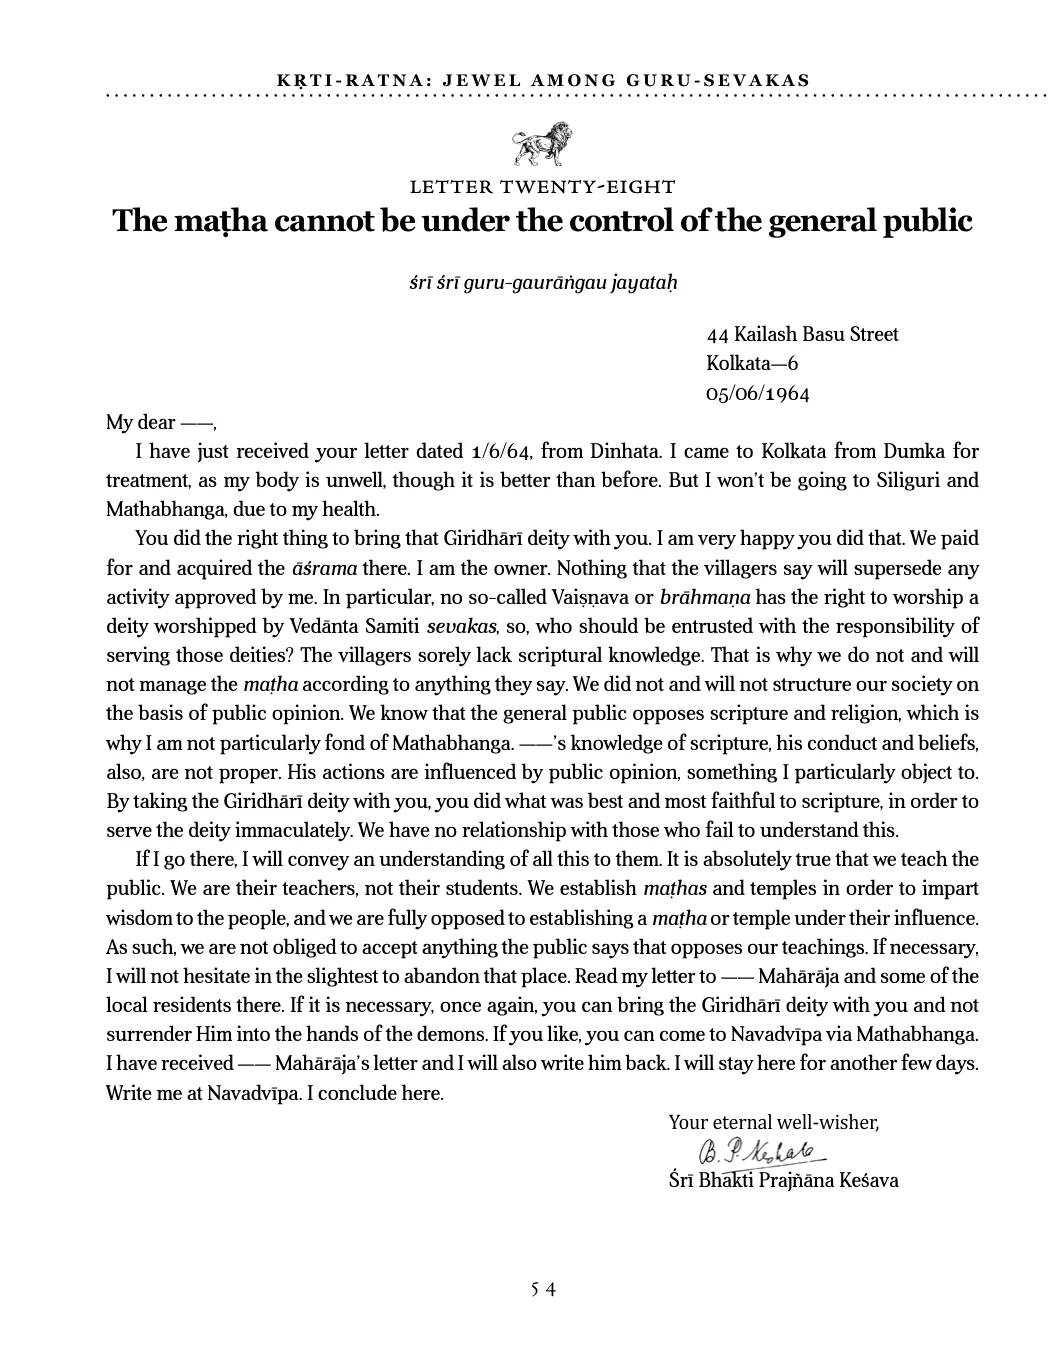 KṚTI-RATNA: JEWEL AMONG GURU-SEVAKAS
LETTER TWENTY-EIGHT
The maṭha cannot be under the control of the general public
śrī śrī guru-gaurāṅgau jayataḥ
44 Kailash Basu Street
Kolkata—6
05/06/1964
My dear ——,
I have just received your letter dated 1/6/64, from Dinhata. I came to Kolkata from Dumka for
treatment, as my body is unwell, though it is better than before. But I won't be going to Siliguri and
Mathabhanga, due to my health.
You did the right thing to bring that Giridhārī deity with you. I am very happy you did that. We paid
for and acquired the āśrama there. I am the owner. Nothing that the villagers say will supersede any
activity approved by me. In particular, no so-called Vaiṣṇava or brāhmaṇa has the right to worship a
deity worshipped by Vedānta Samiti sevakas, so, who should be entrusted with the responsibility of
serving those deities? The villagers sorely lack scriptural knowledge. That is why we do not and will
not manage the maṭha according to anything they say. We did not and will not structure our society on
the basis of public opinion. We know that the general public opposes scripture and religion, which is
why I am not particularly fond of Mathabhanga. ——'s knowledge of scripture, his conduct and beliefs,
also, are not proper. His actions are influenced by public opinion, something I particularly object to.
By taking the Giridhārī deity with you, you did what was best and most faithful to scripture, in order to
serve the deity immaculately. We have no relationship with those who fail to understand this.
If I go there, I will convey an understanding of all this to them. It is absolutely true that we teach the
public. We are their teachers, not their students. We establish maṭhas and temples in order to impart
wisdom to the people, and we are fully opposed to establishing a maṭha or temple under their influence.
As such, we are not obliged to accept anything the public says that opposes our teachings. If necessary,
I will not hesitate in the slightest to abandon that place. Read my letter to —— Mahārāja and some of the
local residents there. If it is necessary, once again, you can bring the Giridhārī deity with you and not
surrender Him into the hands of the demons. If you like, you can come to Navadvīpa via Mathabhanga.
I have received —— Mahārāja's letter and I will also write him back. I will stay here for another few days.
Write me at Navadvīpa. I conclude here.
Your eternal well-wisher,
B. P. Keshab
Śrī Bhakti Prajñāna Keśava
54